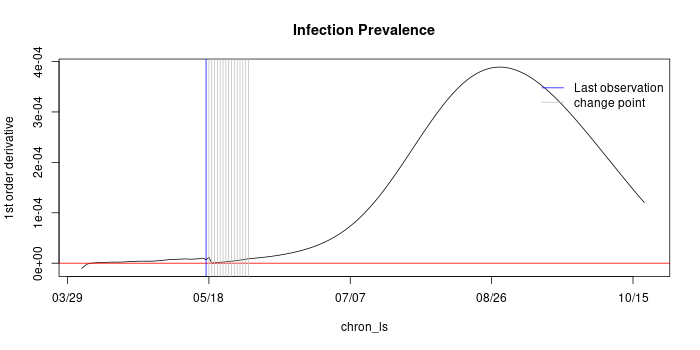 Infection Prevalence
4e-04
3e-04
2e-04
1e-04
0e+00
1st order derivative
Last observation
change point
03/29 05/18 07/07 08/26 10/15
chron_ls